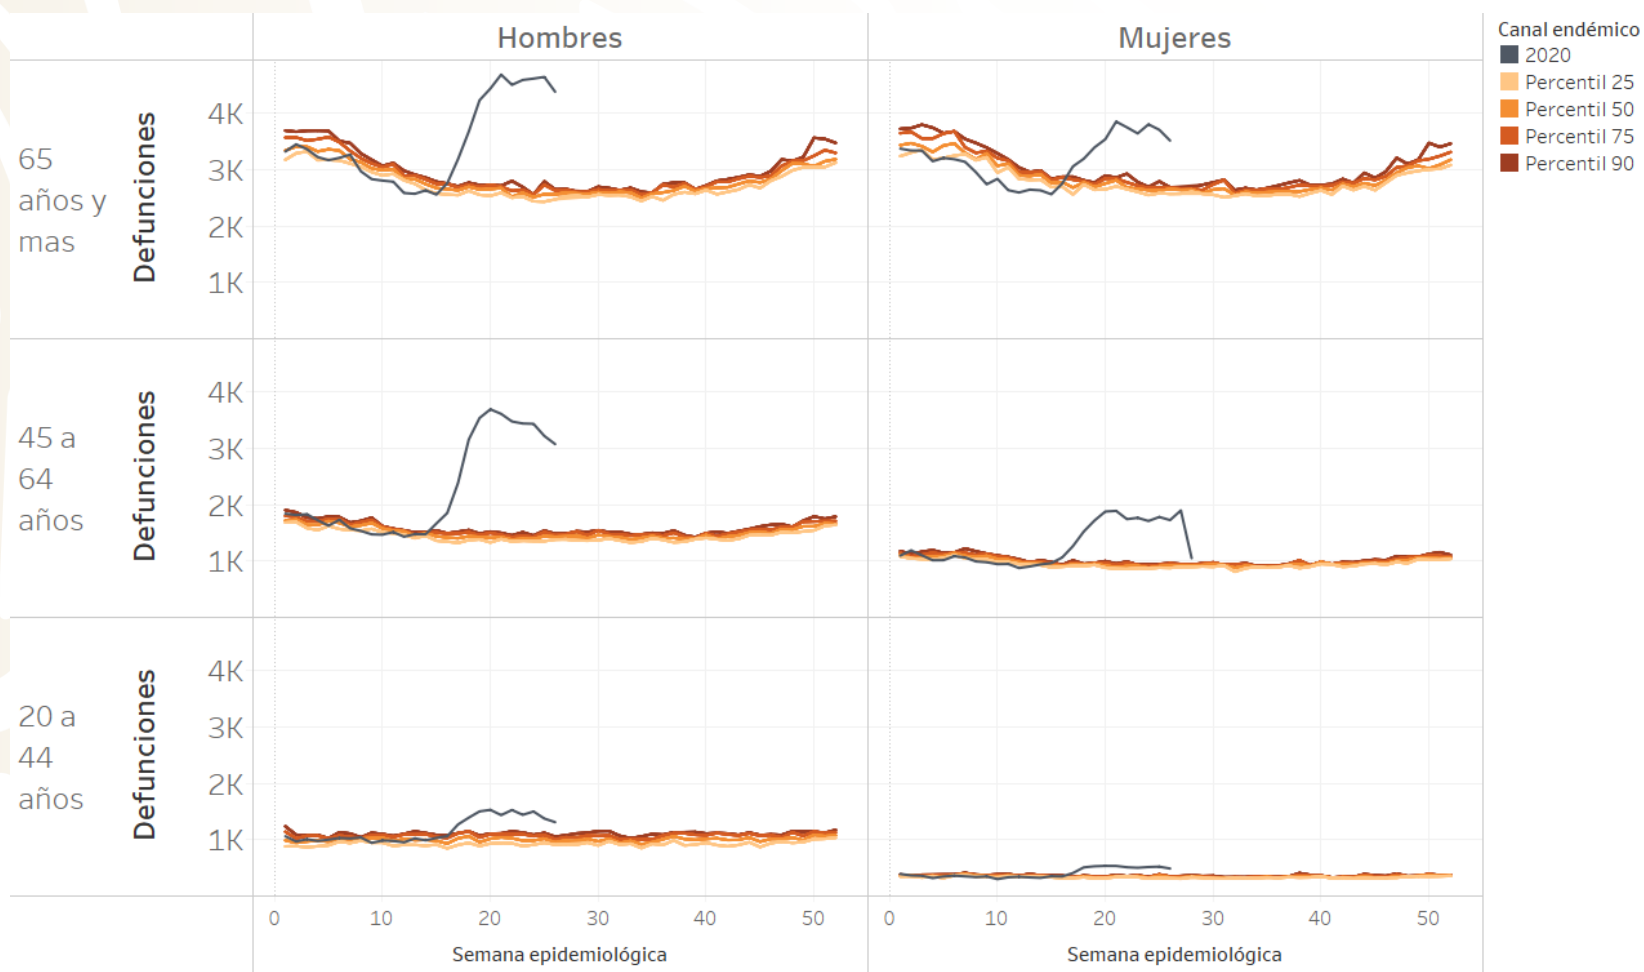 Hombres
Mujeres
Canal endémico
2020
Percentil 25
Percentil 50
Percentil 75
Percentil 90
65
años y
mas
Defunciones
4K
3K
2K
1K
45 a
64
años
Defunciones
4K
3K
2K
1K
20 a
44
años
Defunciones
4K
3K
2K
1K
0 10 20 30 40 50
0 10 20 30 40 50
Semana epidemiológica
Semana epidemiológica